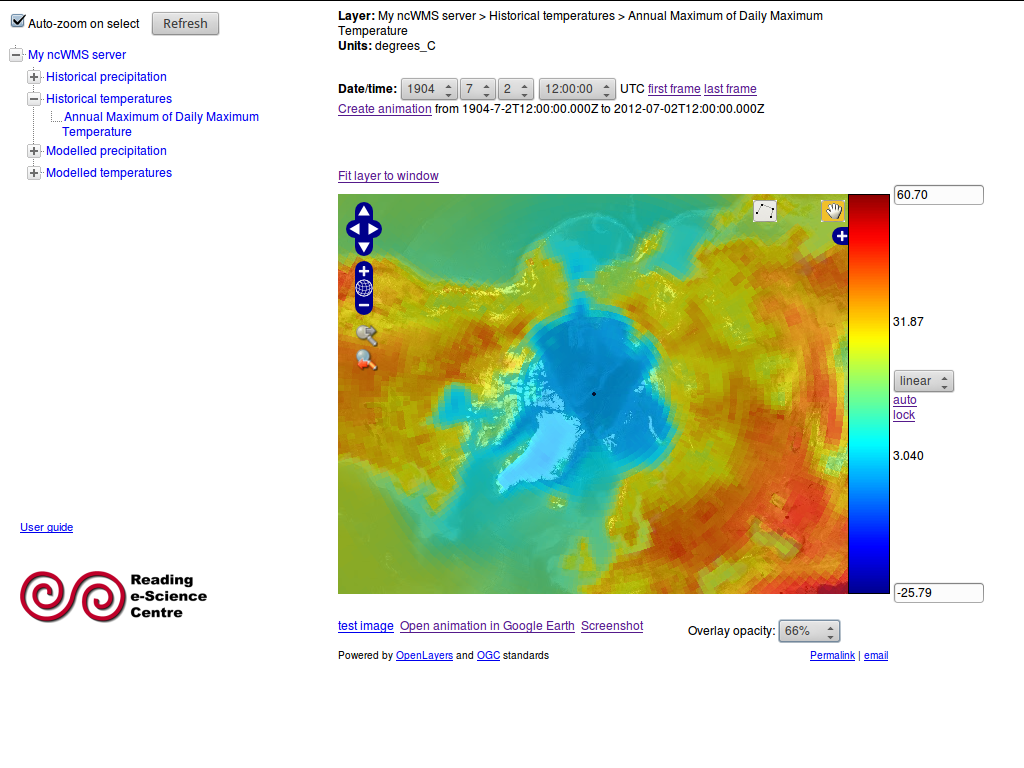 Auto-zoom on select Refresh
My ncWMS server
Historical precipitation
Historical temperatures
Annual Maximum of Daily Maximum
Temperature
Modelled precipitation
Modelled temperatures
User guide
Reading
e-Science
Centre
Layer: My ncWMS server > Historical temperatures > Annual Maximum of Daily Maximum
Temperature
Units: degrees_C
Date/time: 1904 7 2 12:00:00 UTC first frame last frame
Create animation from 1904-7-2T12:00:00.000Z to 2012-07-02T12:00:00.000Z
Fit layer to window
60.70
31.87
linear
auto
lock
3.040
-25.79
test image Open animation in Google Earth Screenshot
Overlay opacity: 66%
Powered by OpenLayers and OGC standards
Permalink | email